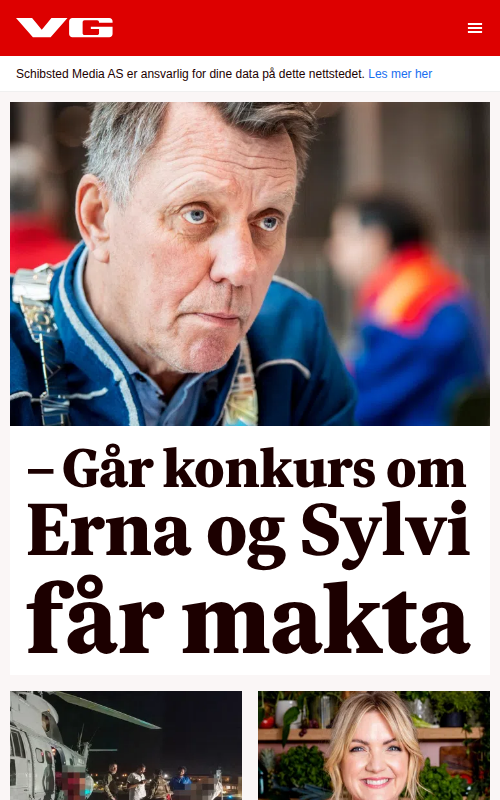 VG
Schibsted Media AS er ansvarlig for dine data på dette nettstedet. Les mer her
– Går konkurs om
Erna og Sylvi
får makta